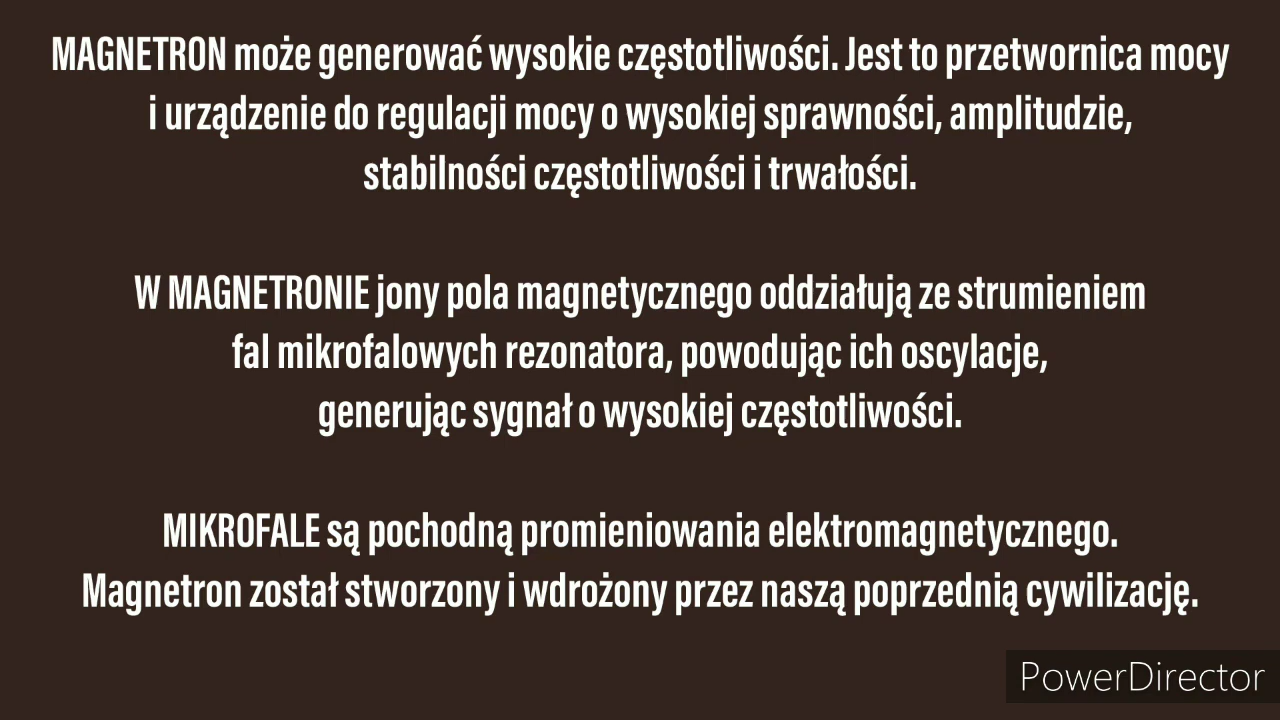 MAGNETRON może generować wysokie częstotliwości. Jest to przetwornica mocy
i urządzenie do regulacji mocy o wysokiej sprawności, amplitudzie,
stabilności częstotliwości i trwałości.
W MAGNETRONIE jony pola magnetycznego oddziałują ze strumieniem
fal mikrofalowych rezonatora, powodując ich oscylacje,
generując sygnał o wysokiej częstotliwości.
MIKROFALE są pochodną promieniowania elektromagnetycznego.
Magnetron został stworzony i wdrożony przez naszą poprzednią cywilizację.
PowerDirector